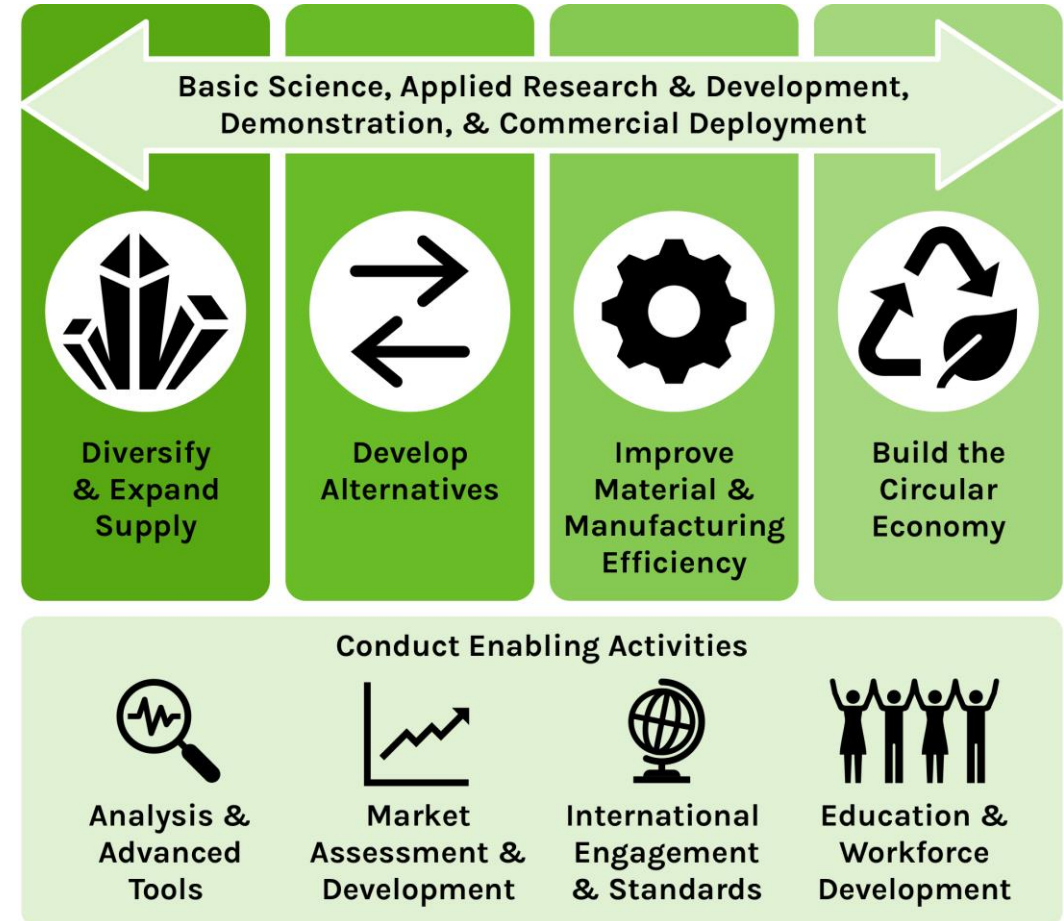 Basic Science, Applied Research & Development,
Demonstration, & Commercial Deployment
Diversify
& Expand
Supply
Develop
Alternatives
Improve
Material &
Manufacturing
Efficiency
Build the
Circular
Economy
Conduct Enabling Activities
Analysis &
Advanced
Tools
Market
Assessment &
Development
International
Engagement
& Standards
Education &
Workforce
Development